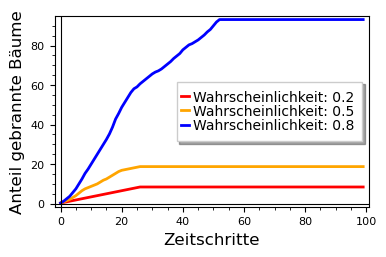 Anteil gebrannte Bäume
80
60
40
20
0
Wahrscheinlichkeit: 0.2
Wahrscheinlichkeit: 0.5
Wahrscheinlichkeit: 0.8
0 20 40 60 80 100
Zeitschritte